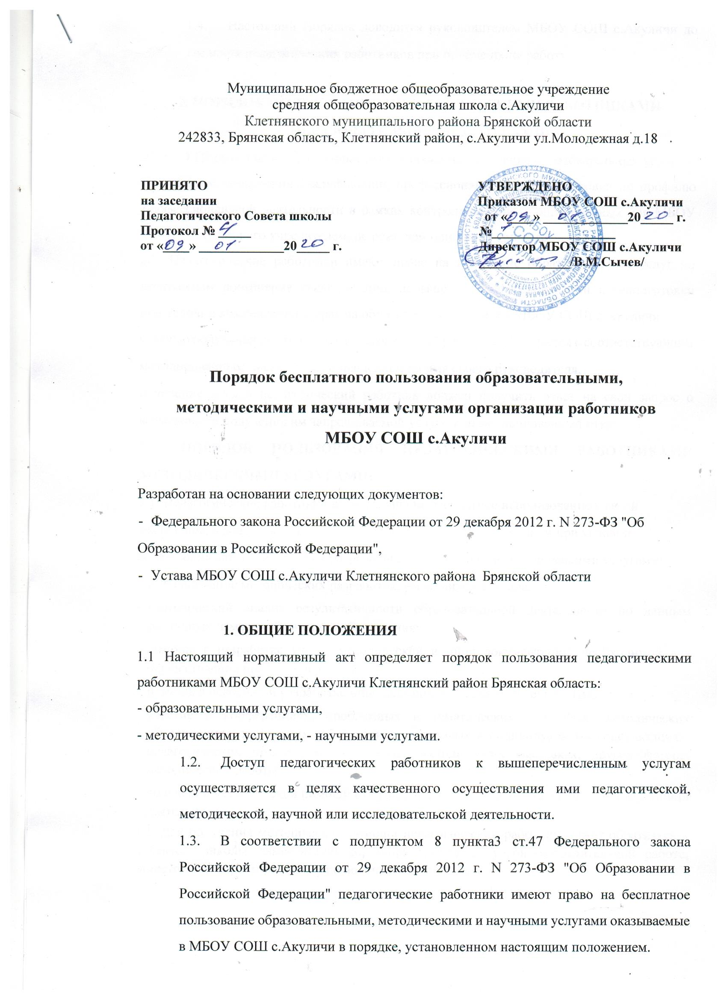 Муниципальное бюджетное общеобразовательное учреждение
средняя общеобразовательная школа с.Акуличи
Клетнянского муниципального района Брянской области
242833, Брянская область, Клетнянский район, с.Акуличи ул.Молодежная д.18
ПРИНЯТО
на заседании
Педагогического Совета школы
Протокол № 4
от «09» 01 2020 г.
УТВЕРЖДЕНО
Приказом МБОУ СОШ с.Акуличи
от «09» 01 2020 г.
№ 1
Директор МБОУ СОШ с.Акуличи
/В.М.Сычев/
МБОУ
СОШ
с Акуличи
Порядок бесплатного пользования образовательными,
методическими и научными услугами организации работников
МБОУ СОШ с.Акуличи
Разработан на основании следующих документов:
- Федерального закона Российской Федерации от 29 декабря 2012 г. N 273-ФЗ "Об
Образовании в Российской Федерации",
- Устава МБОУ СОШ с.Акуличи Клетнянского района Брянской области
1. ОБЩИЕ ПОЛОЖЕНИЯ
1.1 Настоящий нормативный акт определяет порядок пользования педагогическими
работниками МБОУ СОШ с.Акуличи Клетнянский район Брянская область:
- образовательными услугами,
- методическими услугами, - научными услугами.
1.2. Доступ педагогических работников к вышеперечисленным услугам
осуществляется в целях качественного осуществления ими педагогической,
методической, научной или исследовательской деятельности.
1.3. В соответствии с подпунктом 8 пункта3 ст.47 Федерального закона
Российской Федерации от 29 декабря 2012 г. N 273-ФЗ "Об Образовании в
Российской Федерации" педагогические работники имеют право на бесплатное
пользование образовательными, методическими и научными услугами оказываемые
в МБОУ СОШ с.Акуличи в порядке, установленном настоящим положением.